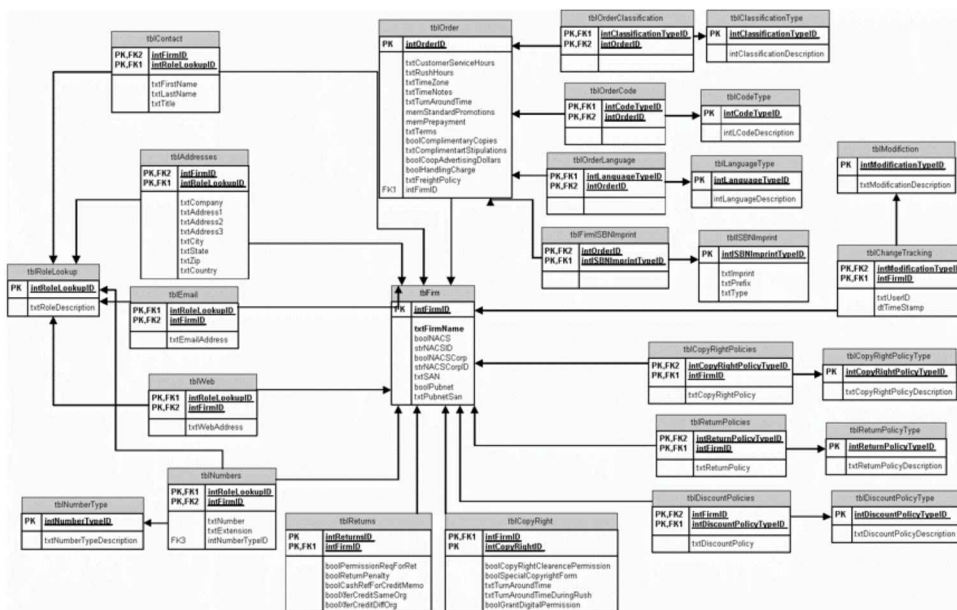 tblContact
PK,FK2 intFirmID
PK,FK1 intRoleLookupID
txtFirstName
txtLastName
txtTitle
tblOrder
PK intOrderID
txtCustomerServiceHours
txtRushHours
txtTimeZone
txtTimeNotes
txtTurnAroundTime
memStandardPromotions
memPrepayment
txtTerms
boolComplimentaryCopies
txtComplimentartStipulations
boolCoopAdvertisingDollars
boolHandlingCharge
txtFreightPolicy
FK1 intFirmID
tblOrderClassification
PK,FK1 intClassificationTypeID
PK,FK2 intOrderID
tblClassificationType
PK intClassificationTypeID
intClassificationDescription
tblOrderCode
PK,FK1 intCodeTypeID
PK,FK2 intOrderID
tblCodeType
PK intCodeTypeID
intLCodeDescription
tblOrderLanguage
PK,FK1 intLanguageTypeID
PK,FK2 intOrderID
tblLanguageType
PK intLanguageTypeID
intLanguageDescription
tblModifiction
PK intModificationTypeID
txtModificationDescription
tblAddresses
PK,FK2 intFirmID
PK,FK1 intRoleLookupID
txtCompany
txtAddress1
txtAddress2
txtAddress3
txtCity
txtState
txtZip
txtCountry
tblFirmISBNImprint
PK,FK2 intOrderID
PK,FK1 intISBNImprintTypeID
tblISBNImprint
PK intISBNImprintTypeID
txtImprint
txtPrefix
txtType
tblChangeTracking
PK,FK2 intModificationTypeID
PK,FK1 intFirmID
txtUserID
dtTimeStamp
tblRoleLookup
PK intRoleLookupID
txtRoleDescription
tblEmail
PK,FK1 intRoleLookupID
PK,FK2 intFirmID
txtEmailAddress
tblFirm
PK intFirmID
txtFirmName
boolNACS
strNACSID
boolNACSCorp
strNACSCorpID
txtSAN
boolPubnet
txtPubnetSan
tblCopyRightPolicies
PK,FK2 intCopyRightPolicyTypeID
PK,FK1 intFirmID
txtCopyRightPolicy
tblCopyRightPolicyType
PK intCopyRightPolicyTypeID
txtCopyRightPolicyDescription
tblWeb
PK,FK1 intRoleLookupID
PK,FK2 intFirmID
txtWebAddress
tblReturnPolicies
PK,FK2 intReturnPolicyTypeID
PK,FK1 intFirmID
txtReturnPolicy
tblReturnPolicyType
PK intReturnPolicyTypeID
txtReturnPolicyDescription
tblNumbers
PK,FK1 intRoleLookupID
PK,FK2 intFirmID
txtNumber
txtExtension
FK3 intNumberTypeID
tblNumberType
PK intNumberTypeID
txtNumberTypeDescription
tblDiscountPolicies
PK,FK2 intFirmID
PK,FK1 intDiscountPolicyTypeID
txtDiscountPolicy
tblDiscountPolicyType
PK intDiscountPolicyTypeID
txtDiscountPolicyDescription
tblReturns
PK intReturnsID
PK,FK1 intFirmID
boolPermissionReqForRet
boolReturnPenalty
boolCashRefForCreditMemo
boolXferCreditSameOrg
boolXferCreditDiffOrg
tblCopyRight
PK,FK1 intFirmID
PK intCopyRightID
boolCopyRightClearencePermission
boolSpecialCopyrightForm
txtTurnAroundTime
txtTurnAroundTimeDuringRush
boolGrantDigitalPermission